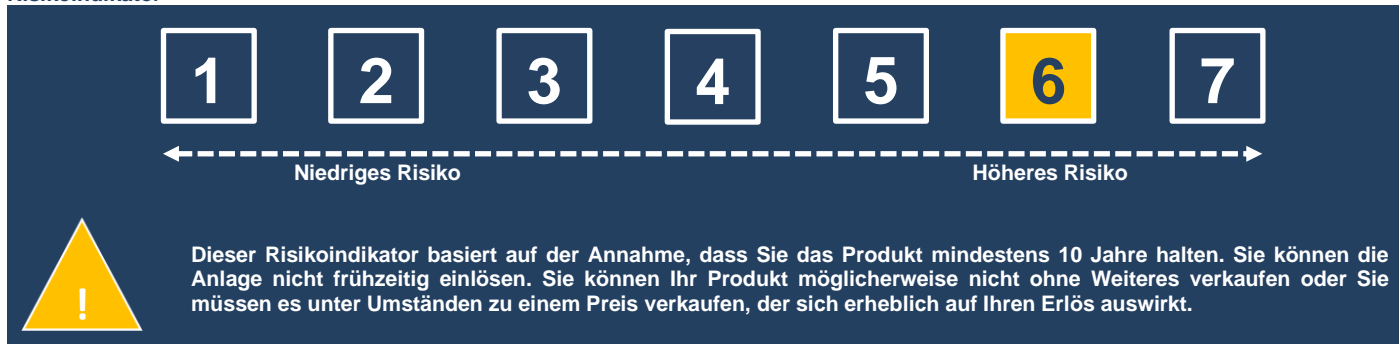 Risikoindikator
1 2 3 4 5 6 7
Niedriges Risiko Höheres Risiko
Dieser Risikoindikator basiert auf der Annahme, dass Sie das Produkt mindestens 10 Jahre halten. Sie können die
Anlage nicht frühzeitig einlösen. Sie können Ihr Produkt möglicherweise nicht ohne Weiteres verkaufen oder Sie
! müssen es unter Umständen zu einem Preis verkaufen, der sich erheblich auf Ihren Erlös auswirkt.